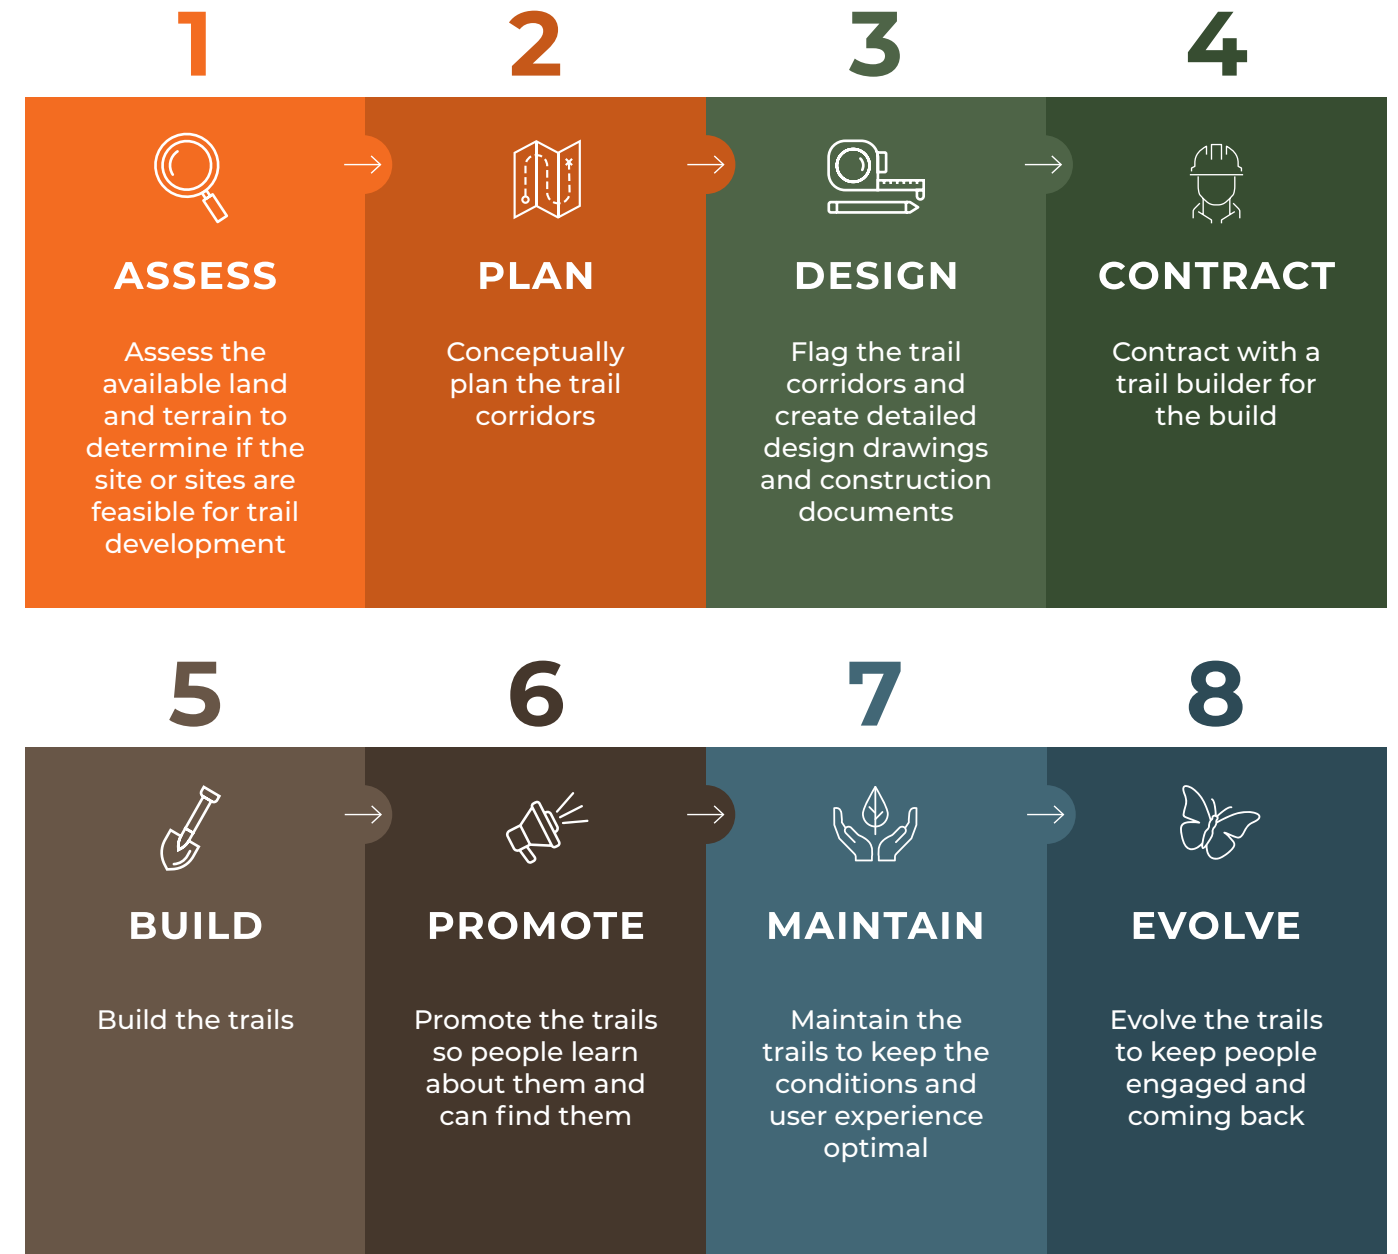 1
2
3
4
ASSESS
Assess the
available land
and terrain to
determine if the
site or sites are
feasible for trail
development
PLAN
Conceptually
plan the trail
corridors
DESIGN
Flag the trail
corridors and
create detailed
design drawings
and construction
documents
CONTRACT
Contract with a
trail builder for
the build
5
6
7
8
BUILD
Build the trails
PROMOTE
Promote the trails
so people learn
about them and
can find them
MAINTAIN
Maintain the
trails to keep the
conditions and
user experience
optimal
EVOLVE
Evolve the trails
to keep people
engaged and
coming back